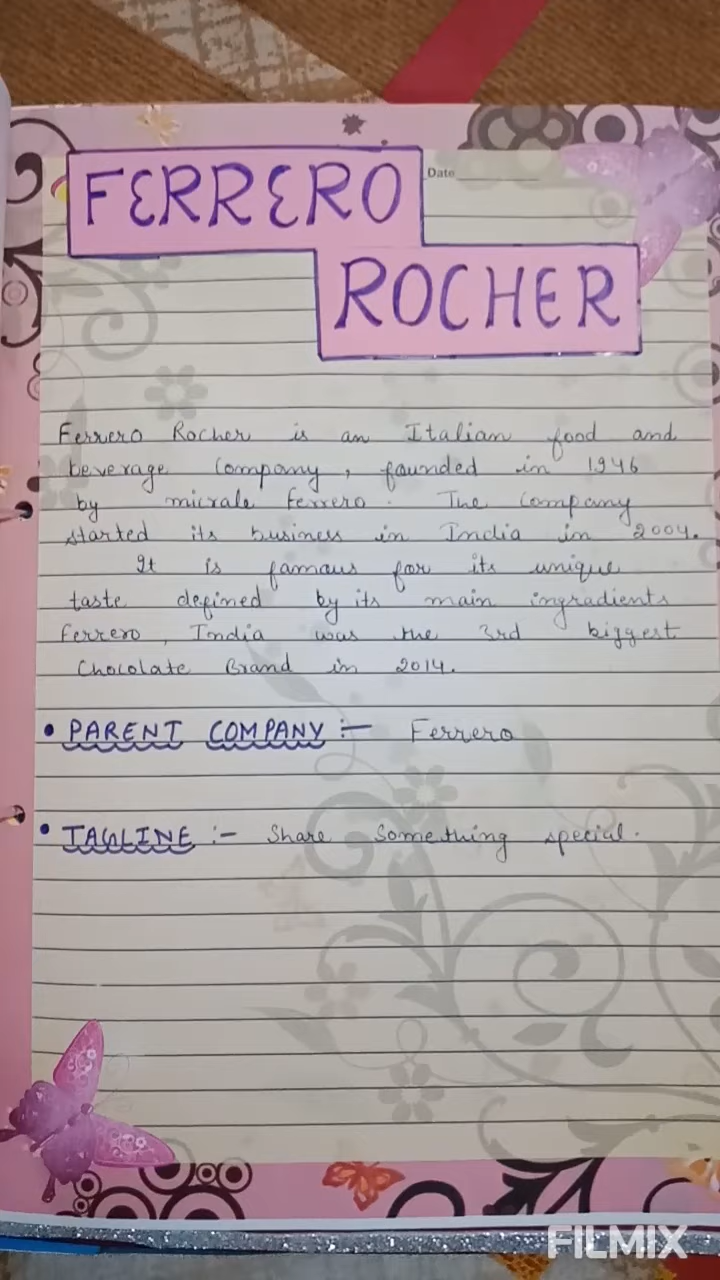 FERRERO
Date
ROCHER
Ferrero Rocher is an Italian food and
beverage Company, founded in 1946
by micrale Ferrero. The Company
started its business in India in 2004.
It is famous for its unique
taste defined by its main ingradients
Ferrero, India was the 3rd biggest
Chocolate Brand in 2014.
• PARENT COMPANY :- Ferrero
• TAGLINE :- Share Something special.
FILMIX